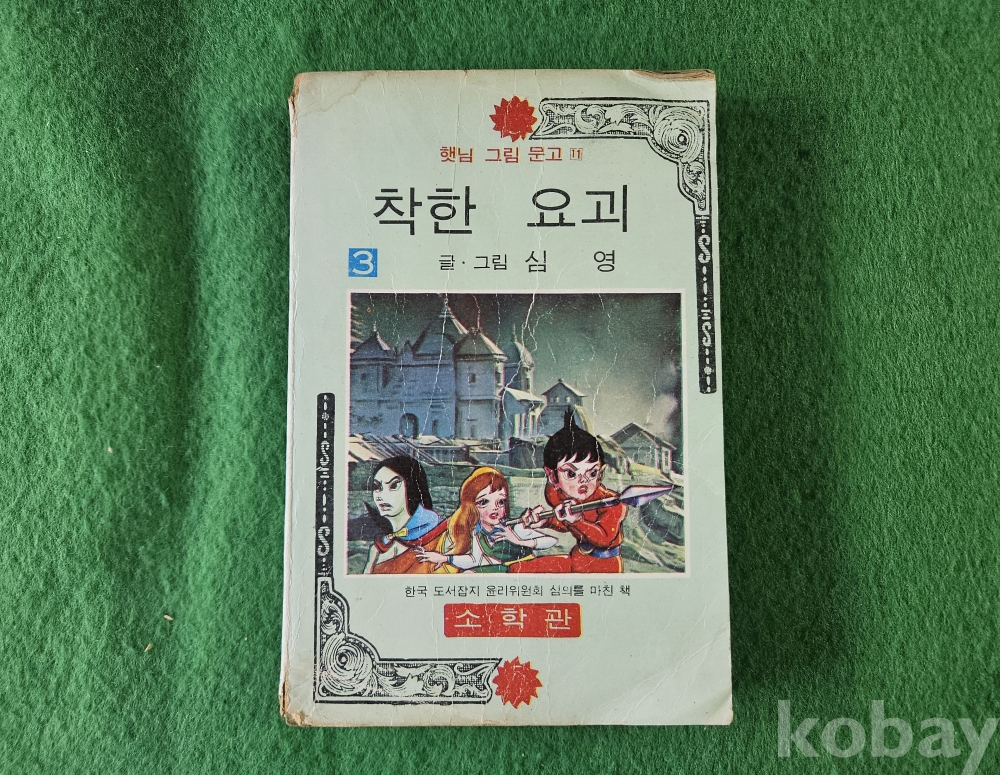 햇님 그림 문고 11
착한 요괴
3 글·그림 심 영
한국 도서잡지 윤리위원회 심의를 마친 책
소학관
kobay